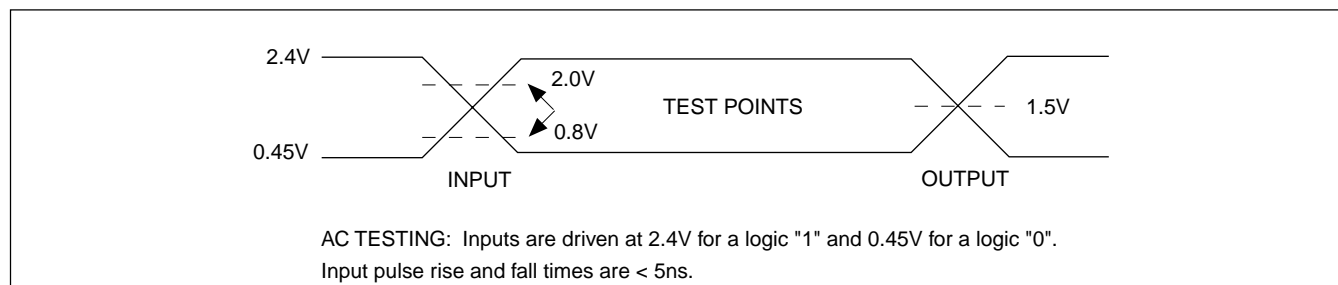 2.4V
2.0V
TEST POINTS
1.5V
0.8V
0.45V
INPUT
OUTPUT
AC TESTING: Inputs are driven at 2.4V for a logic "1" and 0.45V for a logic "0".
Input pulse rise and fall times are < 5ns.